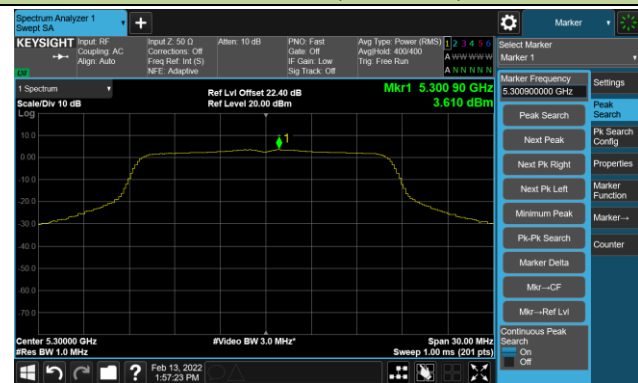 Spectrum Analyzer 1
Swept SA
Marker
KEYSIGHT
Input: RF
Coupling: AC
Align: Auto
Input Z: 50 Ω
Corrections: Off
Freq Ref: Int (S)
NFE: Adaptive
Atten: 10 dB
PNO: Fast
Gate: Off
IF Gain: Low
Sig Track: Off
Avg Type: Power (RMS)
Avg|Hold: 400/400
Trig: Free Run
1 2 3 4 5 6
A W W W W W
A N N N N N
Select Marker
Marker 1
1 Spectrum
Scale/Div 10 dB
Log
Ref Lvl Offset 22.40 dB
Ref Level 20.00 dBm
Mkr1 5.300 90 GHz
3.610 dBm
Marker Frequency
5.300900000 GHz
Settings
Peak Search
Peak
Search
Next Peak
Pk Search
Config
Next Pk Right
Properties
Next Pk Left
Marker
Function
Minimum Peak
Marker→
Pk-Pk Search
Counter
Marker Delta
Mkr→CF
Mkr→Ref Lvl
Continuous Peak
Search
On
Off
10.0
1
0.00
-10.0
-20.0
-30.0
-40.0
-50.0
-60.0
-70.0
Center 5.30000 GHz
#Res BW 1.0 MHz
#Video BW 3.0 MHz*
Span 30.00 MHz
Sweep 1.00 ms (201 pts)
?
Feb 13, 2022
1:57:23 PM